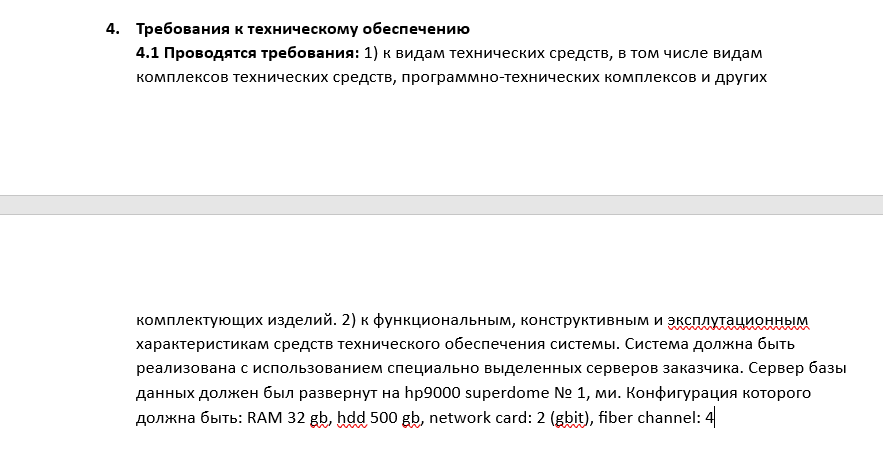 4. Требования к техническому обеспечению
4.1 Проводятся требования: 1) к видам технических средств, в том числе видам
комплексов технических средств, программно-технических комплексов и других
комплектующих изделий. 2) к функциональным, конструктивным и эксплутационным
характеристикам средств технического обеспечения системы. Система должна быть
реализована с использованием специально выделенных серверов заказчика. Сервер базы
данных должен был развернут на hp9000 superdome № 1, ми. Конфигурация которого
должна быть: RAM 32 gb, hdd 500 gb, network card: 2 (gbit), fiber channel: 4